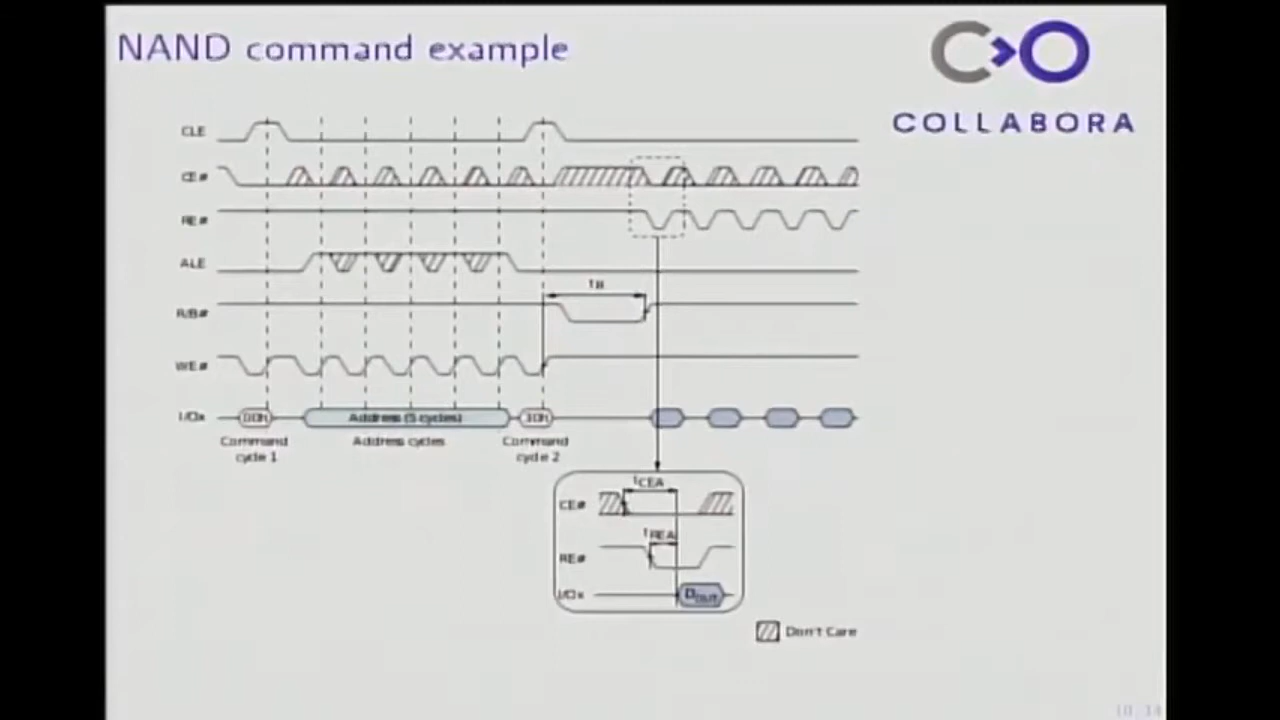 NAND command example
COLLABORA
CLE
CE#
RE#
ALE
tB
R/B#
WE#
I/Ox
00h
Address (5 cycles)
30h
Command cycle 1
Address cycles
Command cycle 2
tCEA
CE#
tREA
RE#
I/Ox
DOUT
Don't Care